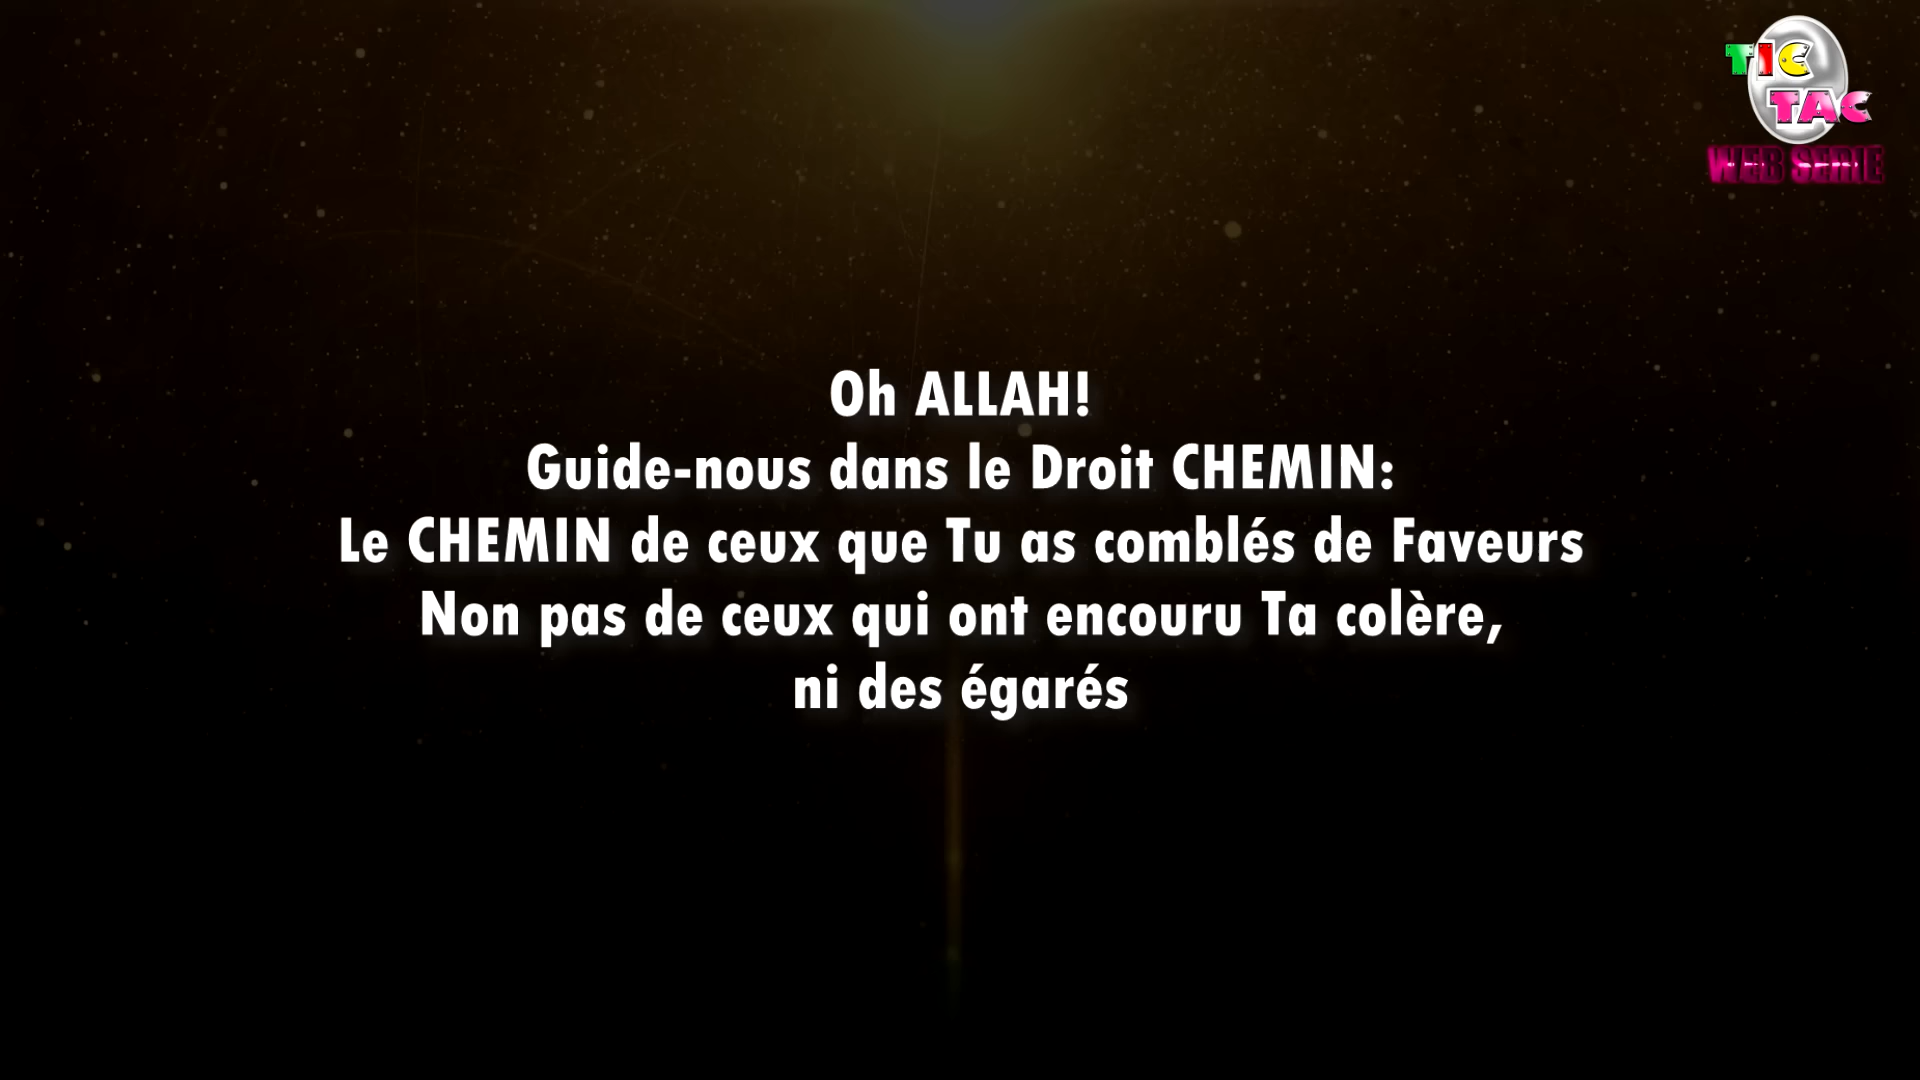 TIC
TAC
WEB SERIE
Oh ALLAH!
Guide-nous dans le Droit CHEMIN:
Le CHEMIN de ceux que Tu as comblés de Faveurs
Non pas de ceux qui ont encouru Ta colère,
ni des égarés